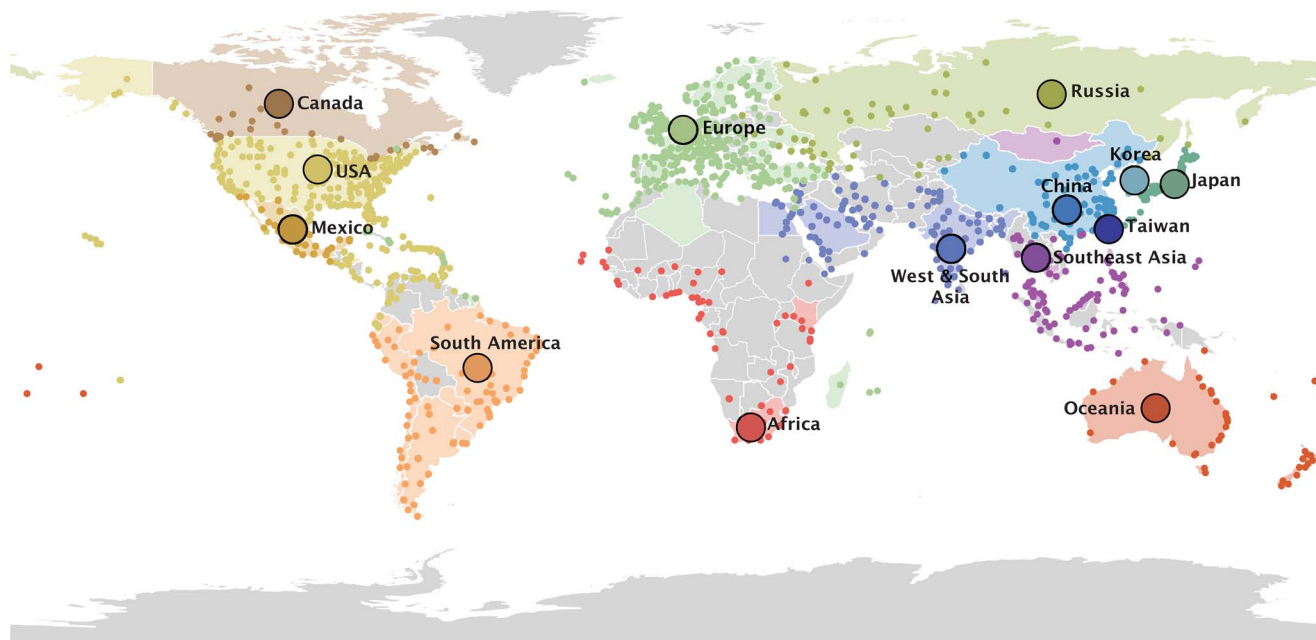 Canada
Russia
Europe
Korea
USA
China
Japan
Mexico
Taiwan
Southeast Asia
West & South
Asia
South America
Oceania
Africa